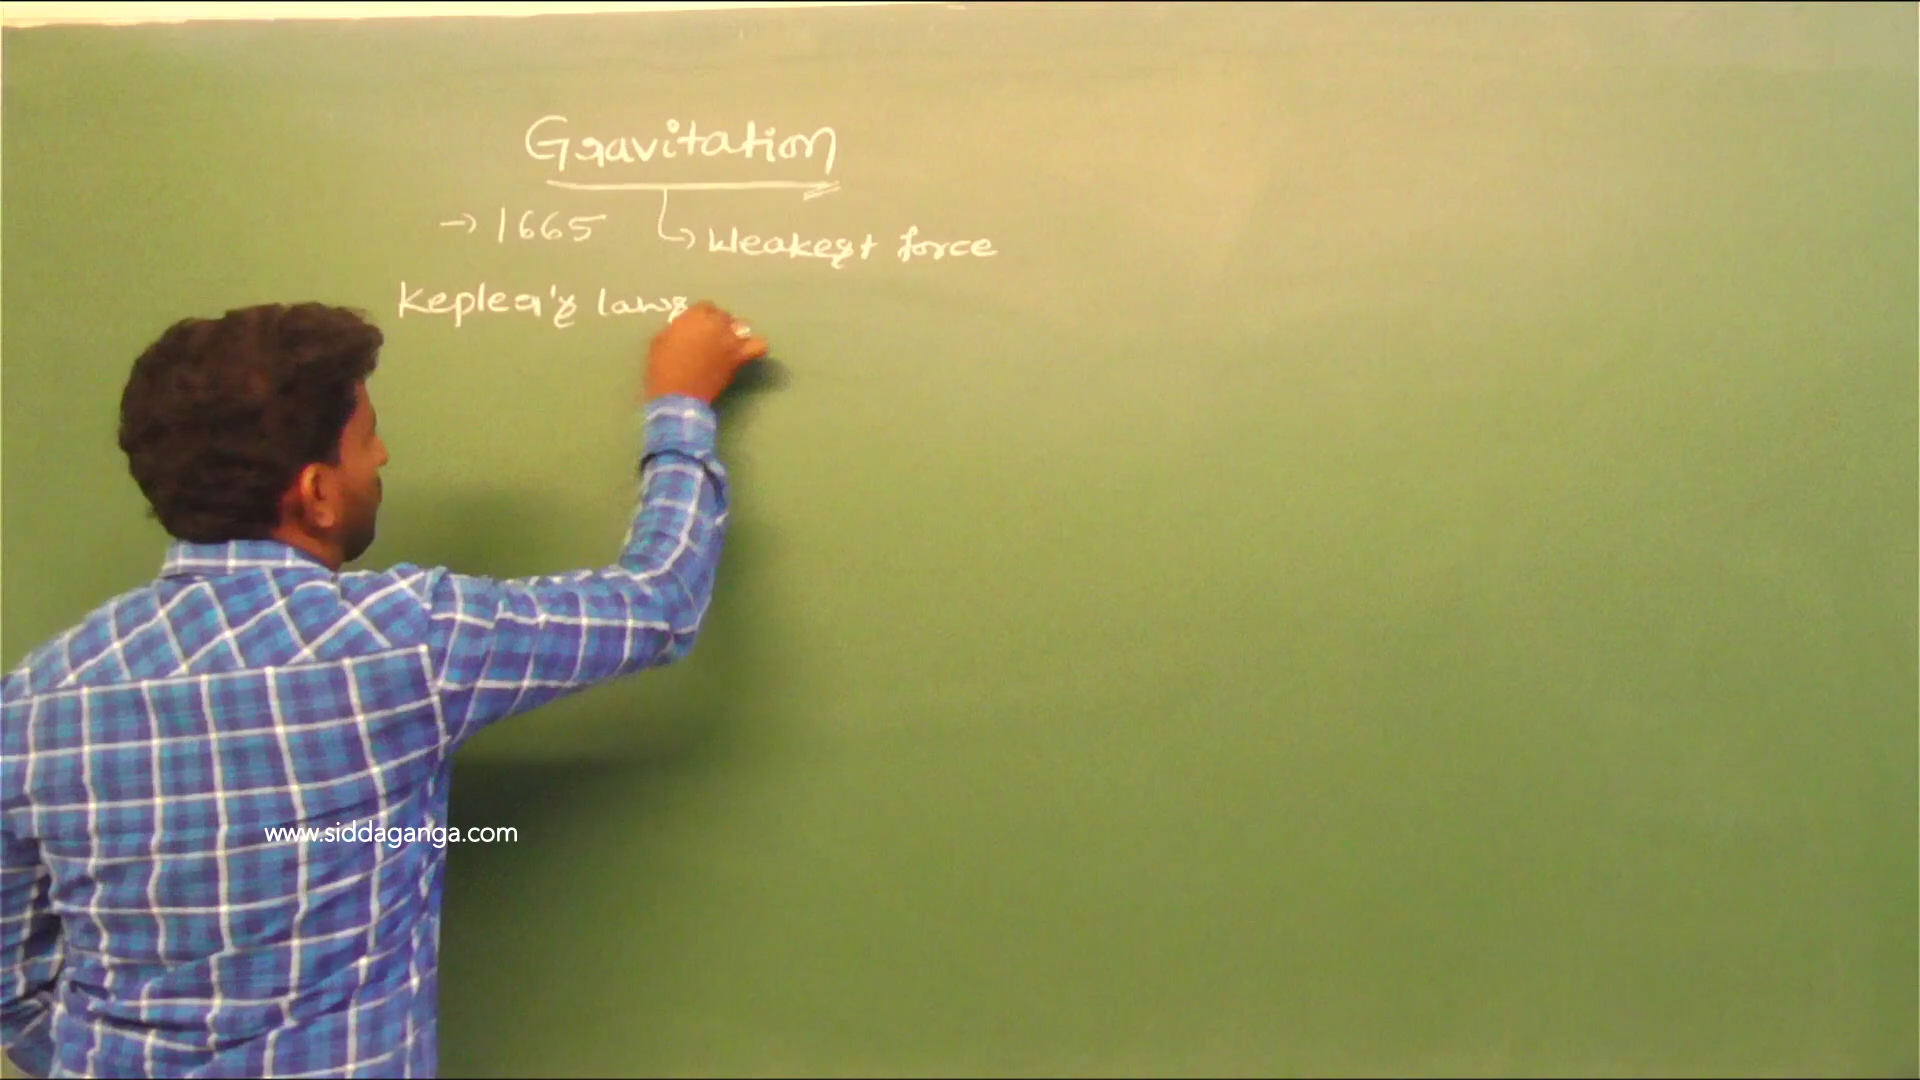 Gravitation
→ 1665 ↳ Weakest force
Kepler's laws
www.siddaganga.com